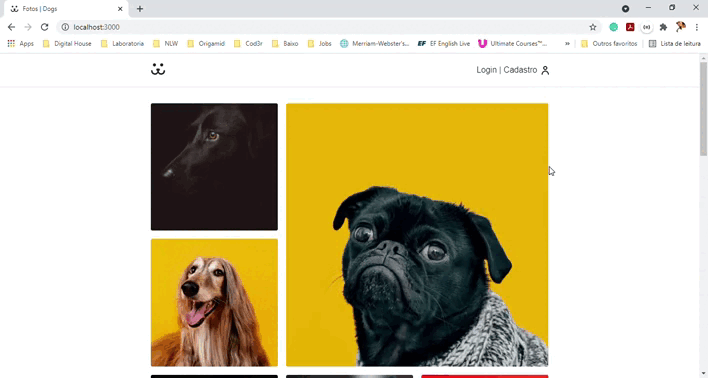 Fotos | Dogs
localhost:3000
Apps Digital House Laboratoria NLW Origamid Cod3r Baixo Jobs Merriam-Webster's... EF EF English Live Ultimate Courses™... » Outros favoritos Lista de leitura
Login | Cadastro